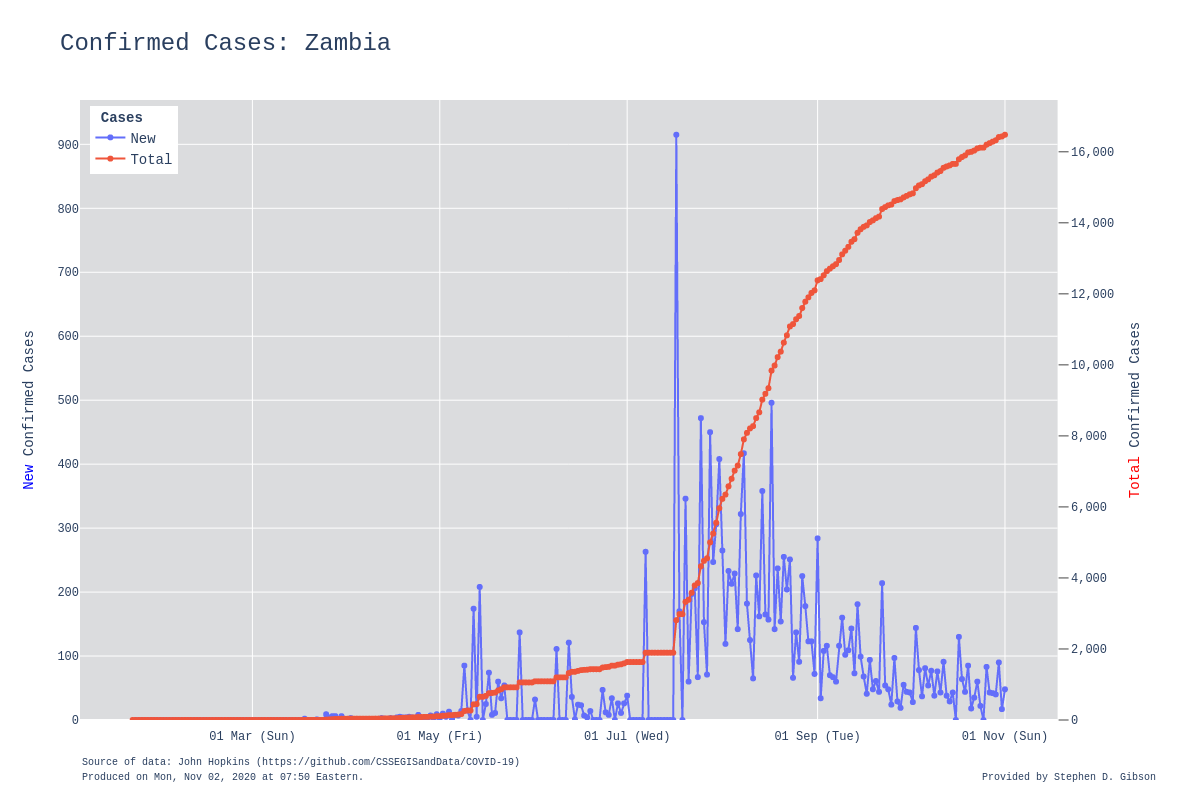 Confirmed Cases: Zambia
Cases
New
Total
900
800
700
600
500
400
300
200
100
0
New Confirmed Cases
16,000
14,000
12,000
10,000
8,000
6,000
4,000
2,000
0
Total Confirmed Cases
01 Mar (Sun)
01 May (Fri)
01 Jul (Wed)
01 Sep (Tue)
01 Nov (Sun)
Source of data: John Hopkins (https://github.com/CSSEGISandData/COVID-19)
Produced on Mon, Nov 02, 2020 at 07:50 Eastern.
Provided by Stephen D. Gibson